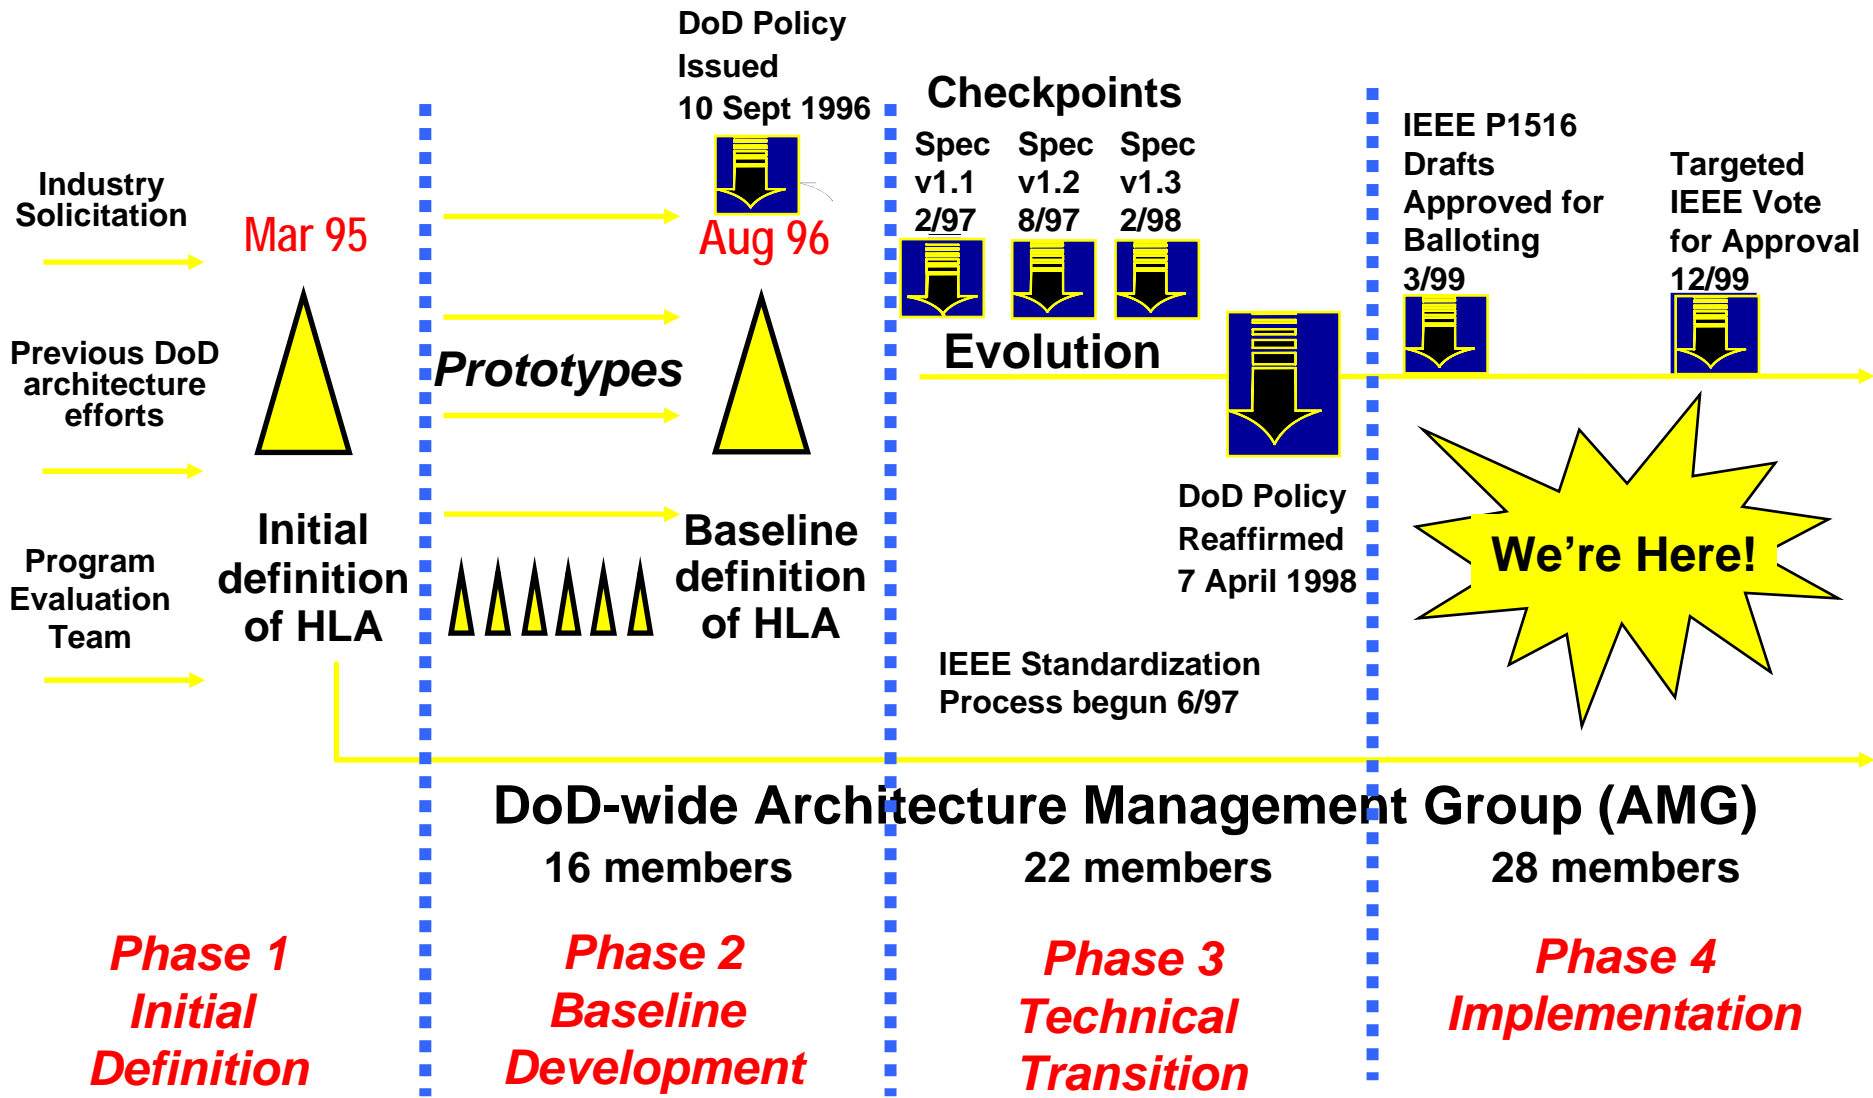 Industry
Solicitation
Previous DoD
architecture
efforts
Program
Evaluation
Team
Mar 95
Initial
definition
of HLA
Prototypes
DoD Policy
Issued
10 Sept 1996
Aug 96
Baseline
definition
of HLA
Checkpoints
Spec
v1.1
2/97
Spec
v1.2
8/97
Spec
v1.3
2/98
Evolution
DoD Policy
Reaffirmed
7 April 1998
IEEE Standardization
Process begun 6/97
IEEE P1516
Drafts
Approved for
Balloting
3/99
Targeted
IEEE Vote
for Approval
12/99
We're Here!
DoD-wide Architecture Management Group (AMG)
16 members
22 members
28 members
Phase 1
Initial
Definition
Phase 2
Baseline
Development
Phase 3
Technical
Transition
Phase 4
Implementation